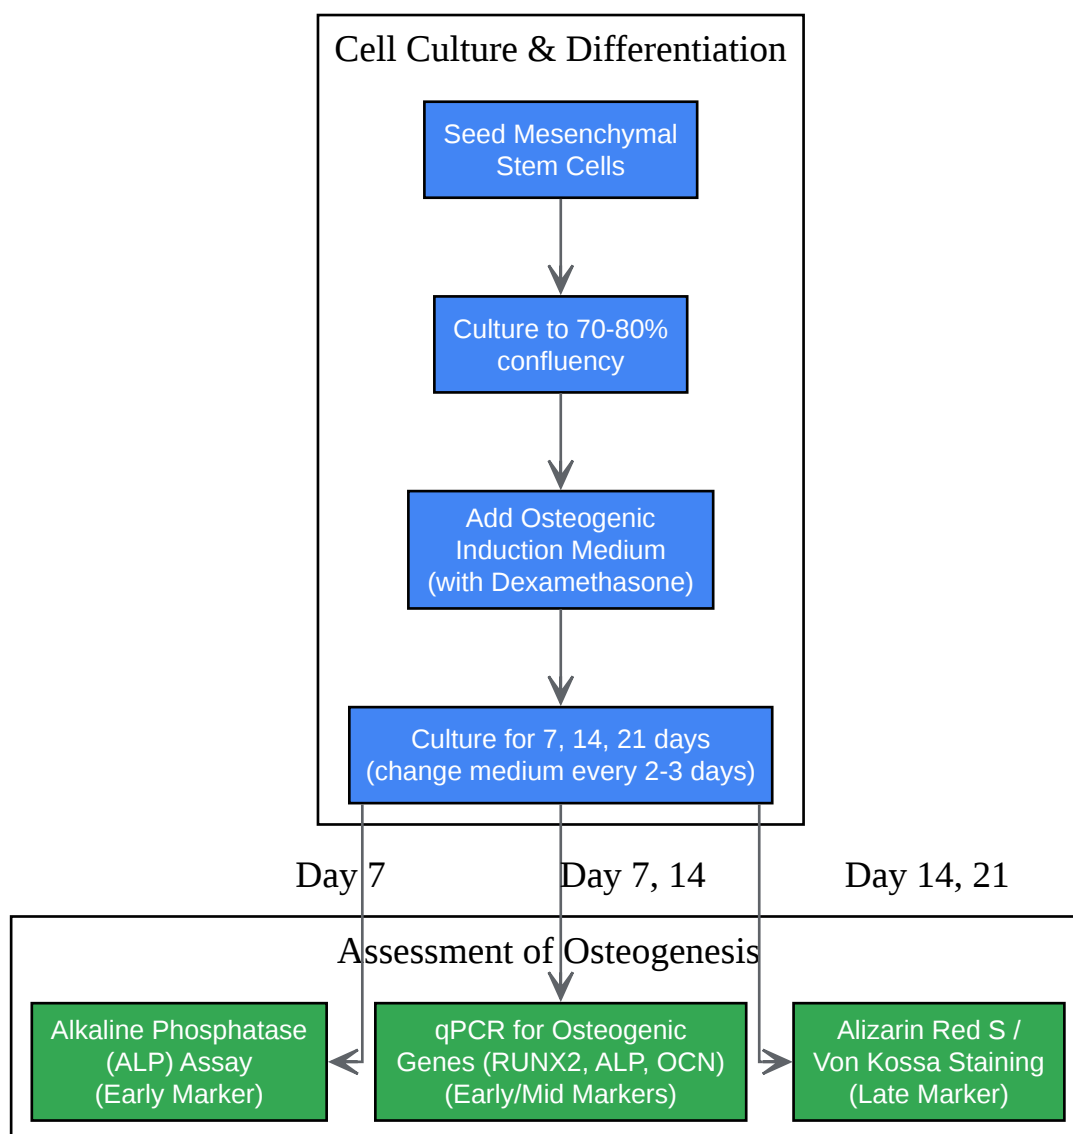 Cell Culture & Differentiation
Seed Mesenchymal
Stem Cells
Culture to 70-80%
confluency
Add Osteogenic
Induction Medium
(with Dexamethasone)
Culture for 7, 14, 21 days
(change medium every 2-3 days)
Day 7
Day 7, 14
Day 14, 21
Assessment of Osteogenesis
Alkaline Phosphatase
(ALP) Assay
(Early Marker)
qPCR for Osteogenic
Genes (RUNX2, ALP, OCN)
(Early/Mid Markers)
Alizarin Red S /
Von Kossa Staining
(Late Marker)